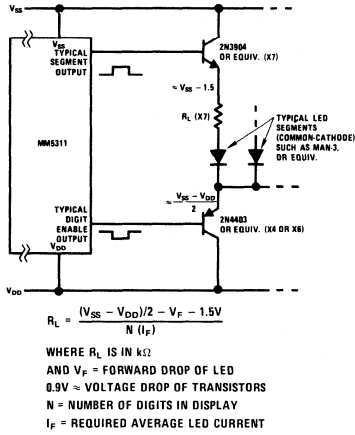 VSS
VSS
TYPICAL
SEGMENT
OUTPUT
2N3904
OR EQUIV. (X7)
≈ VSS − 1.5
RL (X7)
TYPICAL LED
SEGMENTS
(COMMON-CATHODE)
SUCH AS MAN-3,
OR EQUIV.
MM5311
≈ VSS − VDD
2
TYPICAL
DIGIT
ENABLE
OUTPUT
VDD
2N4403
OR EQUIV. (X4 OR X6)
VDD
RL = (VSS − VDD)/2 − VF − 1.5V
N (IF)
WHERE RL IS IN kΩ
AND VF = FORWARD DROP OF LED
0.9V ≈ VOLTAGE DROP OF TRANSISTORS
N = NUMBER OF DIGITS IN DISPLAY
IF = REQUIRED AVERAGE LED CURRENT